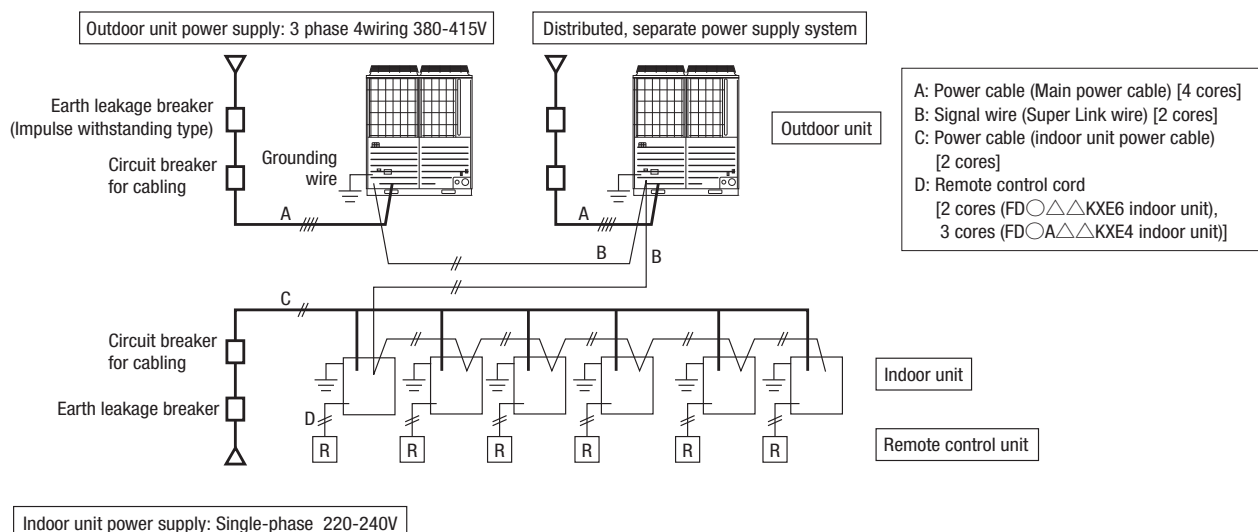 Outdoor unit power supply: 3 phase 4wiring 380-415V
Distributed, separate power supply system
Earth leakage breaker
(Impulse withstanding type)
Circuit breaker
for cabling
Grounding
wire
Outdoor unit
A: Power cable (Main power cable) [4 cores]
B: Signal wire (Super Link wire) [2 cores]
C: Power cable (indoor unit power cable)
[2 cores]
D: Remote control cord
[2 cores (FD○△△KXE6 indoor unit),
3 cores (FD○A△△KXE4 indoor unit)]
A
A
B
B
C
Circuit breaker
for cabling
Earth leakage breaker
Indoor unit
D
R
R
R
R
R
R
Remote control unit
Indoor unit power supply: Single-phase 220-240V